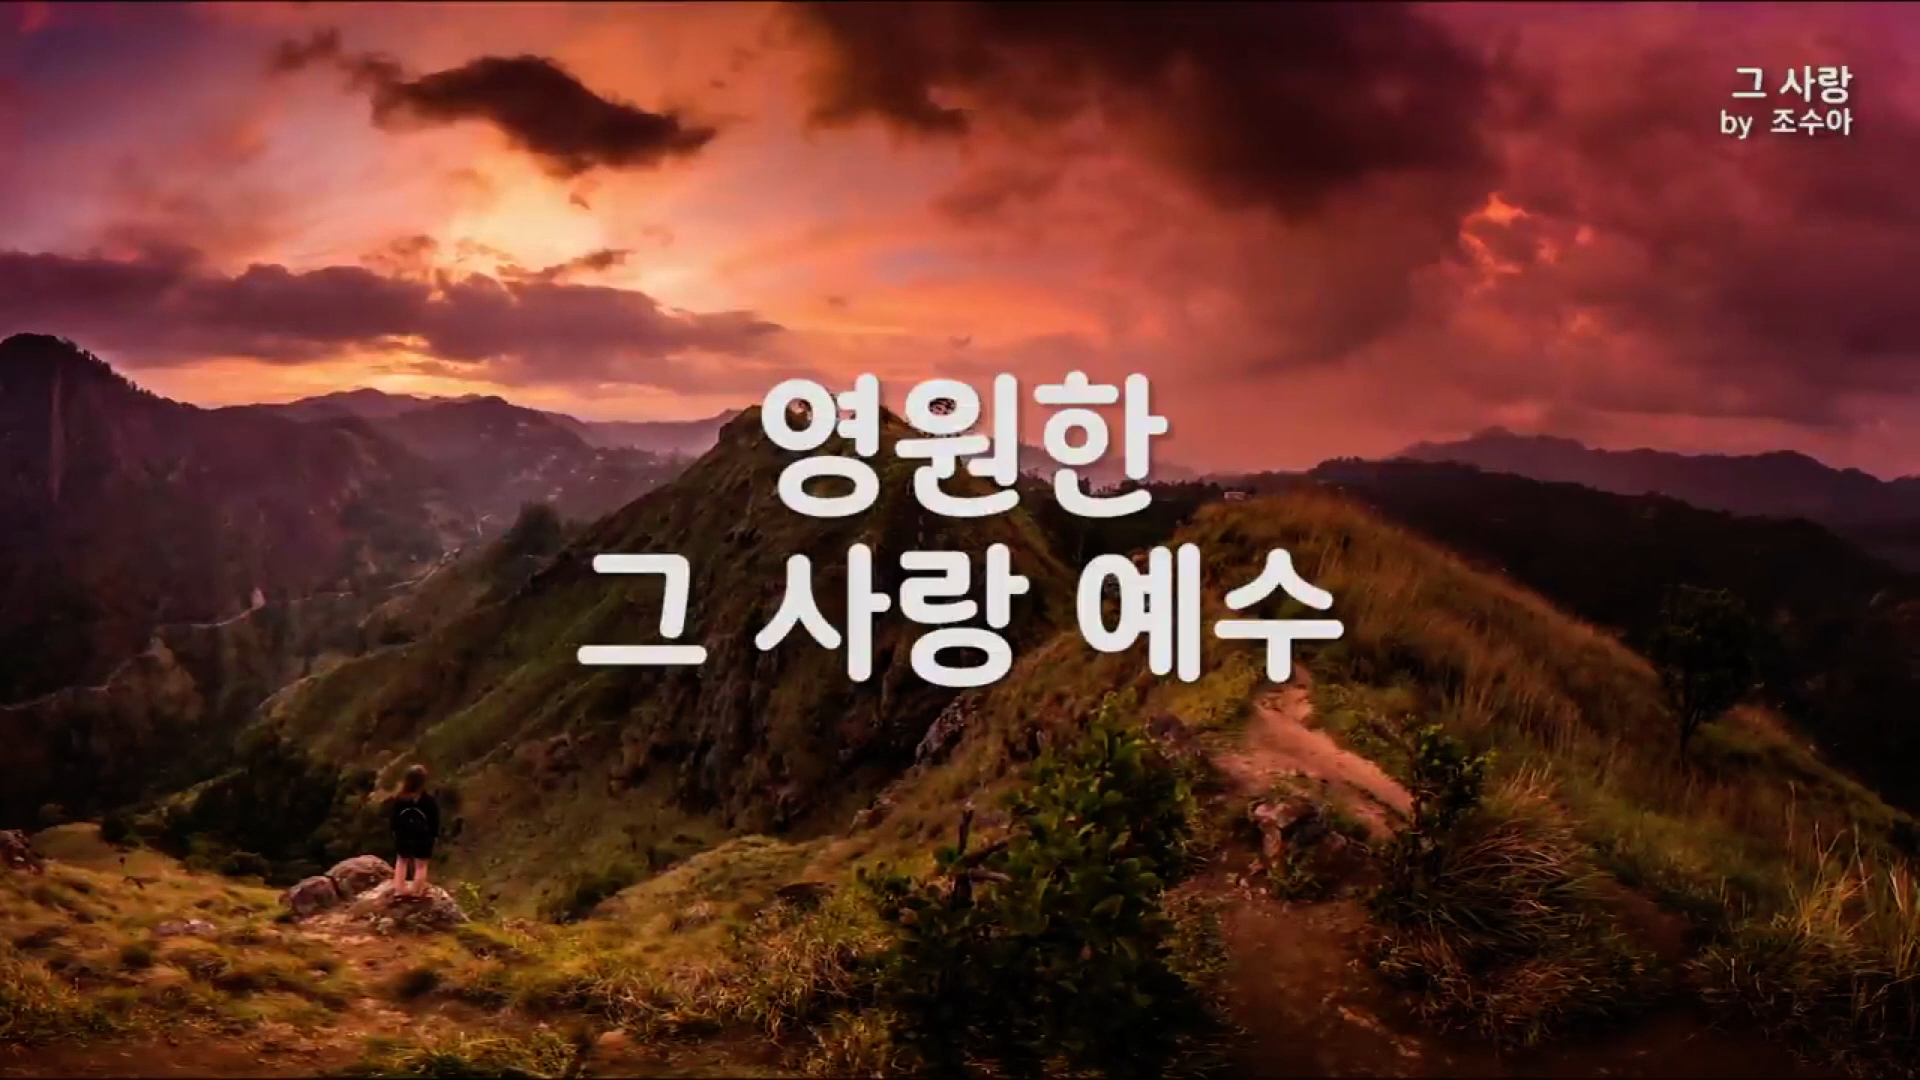 그 사랑
by 조수아
영원한
그 사랑 예수